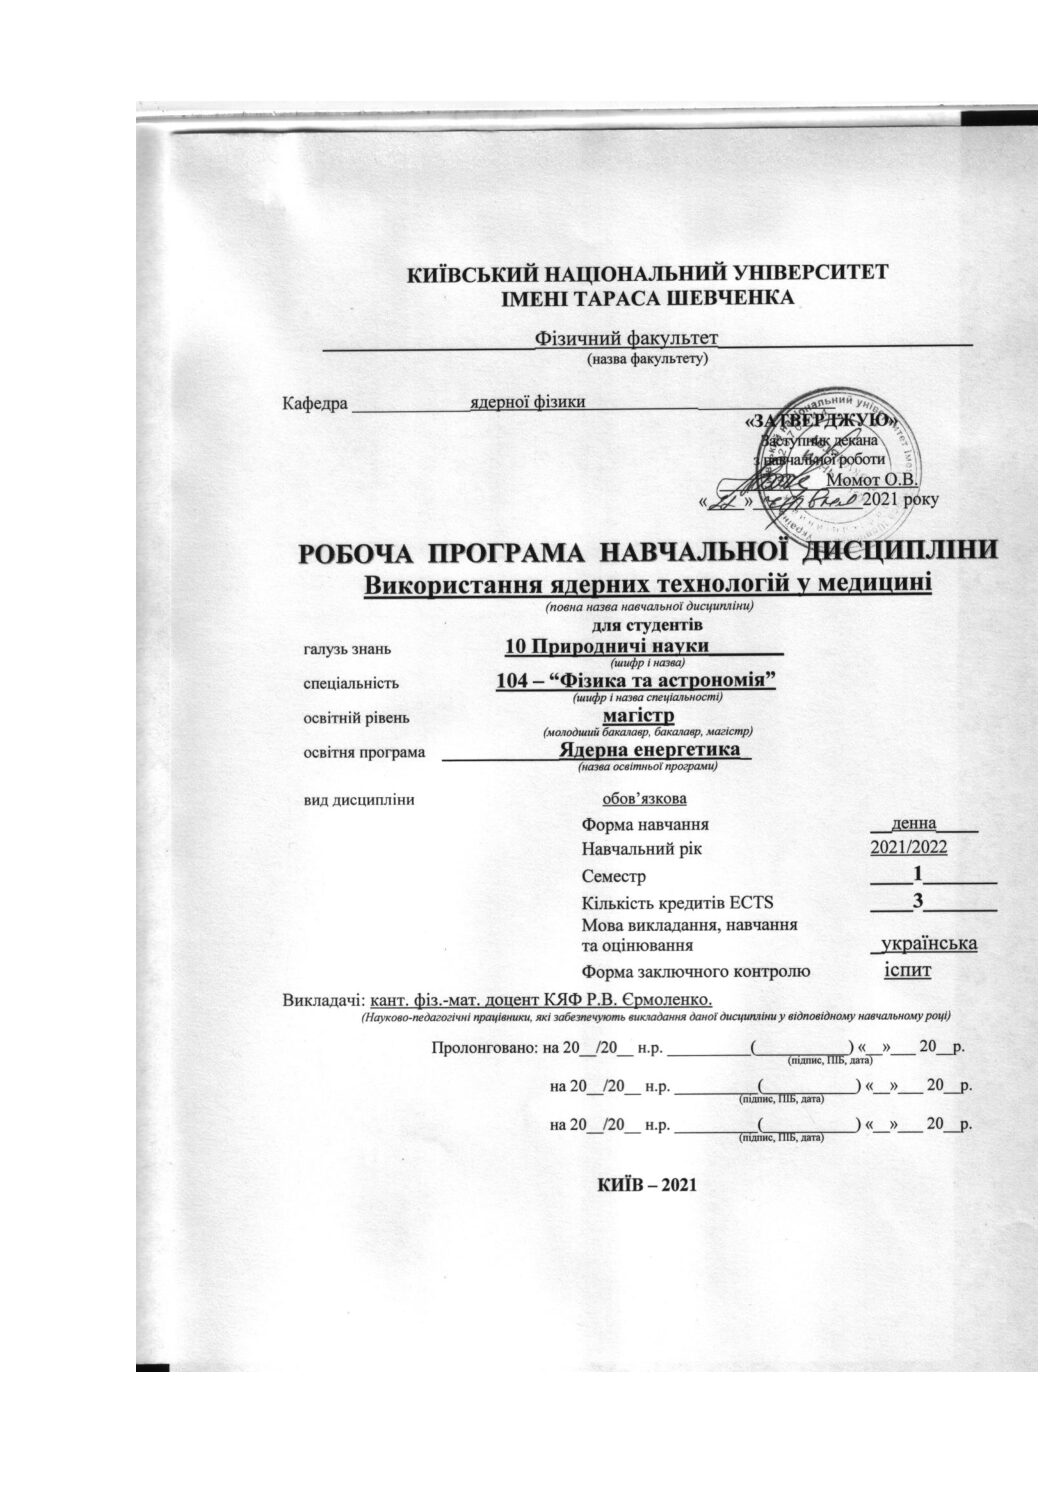 КИЇВСЬКИЙ НАЦІОНАЛЬНИЙ УНІВЕРСИТЕТ
ІМЕНІ ТАРАСА ШЕВЧЕНКА
Фізичний факультет
(назва факультету)
Кафедра ядерної фізики
«ЗАТВЕРДЖУЮ»
Заступник декана
з навчальної роботи
Момот О.В.
« » 2021 року
РОБОЧА ПРОГРАМА НАВЧАЛЬНОЇ ДИСЦИПЛІНИ
Використання ядерних технологій у медицині
(повна назва навчальної дисципліни)
для студентів
галузь знань 10 Природничі науки
(шифр і назва)
спеціальність 104 – “Фізика та астрономія”
(шифр і назва спеціальності)
освітній рівень магістр
(молодший бакалавр, бакалавр, магістр)
освітня програма Ядерна енергетика
(назва освітньої програми)
вид дисципліни обов’язкова
Форма навчання денна
Навчальний рік 2021/2022
Семестр 1
Кількість кредитів ECTS 3
Мова викладання, навчання
та оцінювання українська
Форма заключного контролю іспит
Викладачі: кант. фіз.-мат. доцент КЯФ Р.В. Єрмоленко.
(Науково-педагогічні працівники, які забезпечують викладання даної дисципліни у відповідному навчальному році)
Пролонговано: на 20__/20__ н.р. __________(___________) «__»___ 20__р.
(підпис, ПІБ, дата)
на 20__/20__ н.р. __________(___________) «__»___ 20__р.
(підпис, ПІБ, дата)
на 20__/20__ н.р. __________(___________) «__»___ 20__р.
(підпис, ПІБ, дата)
КИЇВ – 2021